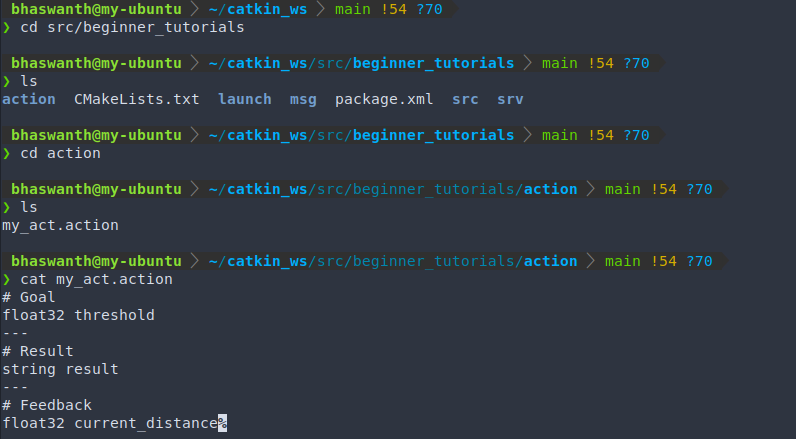 bhaswanth@my-ubuntu > ~/catkin_ws > main !54 ?70
❯ cd src/beginner_tutorials
bhaswanth@my-ubuntu > ~/catkin_ws/src/beginner_tutorials > main !54 ?70
❯ ls
action CMakeLists.txt launch msg package.xml src srv
bhaswanth@my-ubuntu > ~/catkin_ws/src/beginner_tutorials > main !54 ?70
❯ cd action
bhaswanth@my-ubuntu > ~/catkin_ws/src/beginner_tutorials/action > main !54 ?70
❯ ls
my_act.action
bhaswanth@my-ubuntu > ~/catkin_ws/src/beginner_tutorials/action > main !54 ?70
❯ cat my_act.action
# Goal
float32 threshold
---
# Result
string result
---
# Feedback
float32 current_distance%